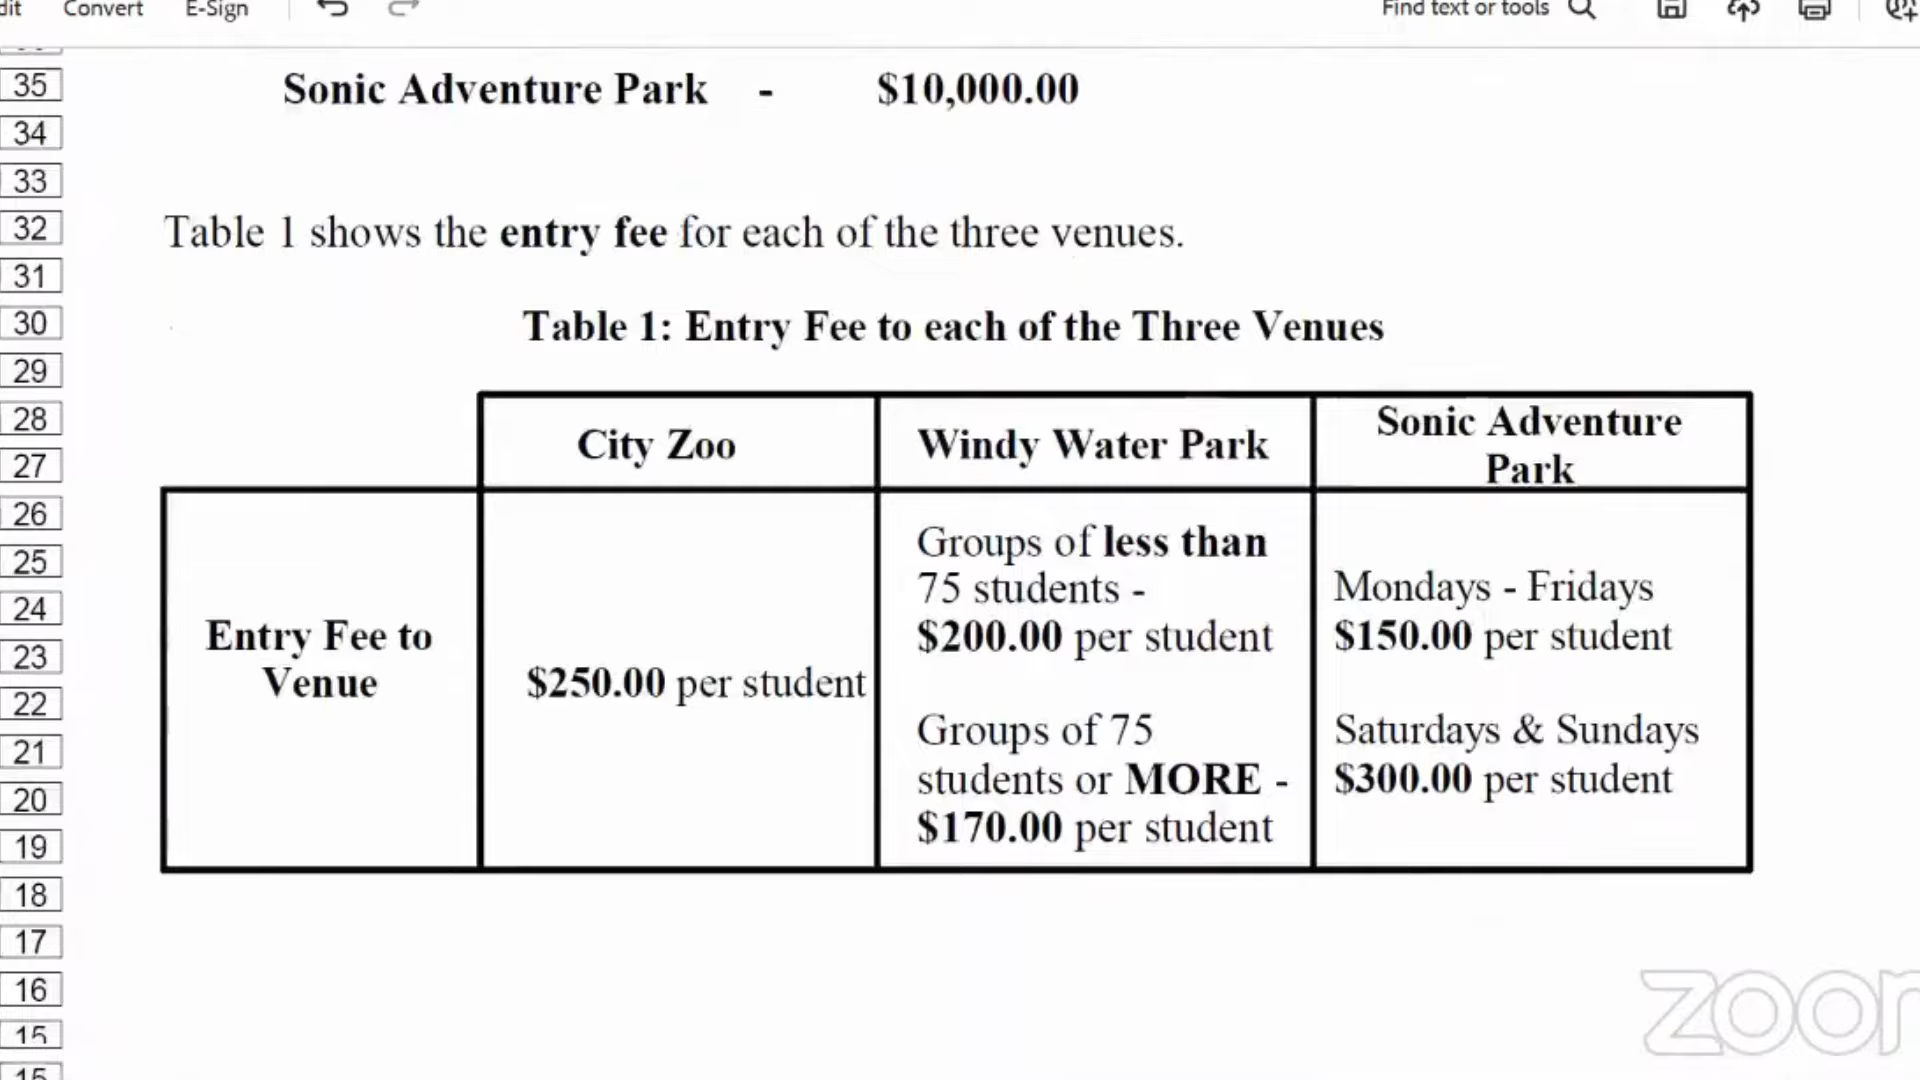 Convert E-Sign Find text or tools
35 Sonic Adventure Park - $10,000.00
34
33
32 Table 1 shows the entry fee for each of the three venues.
31
30 Table 1: Entry Fee to each of the Three Venues
29
28
27
26
25
24
23
22
21
20
19
18
17
16
15
City Zoo
Windy Water Park
Sonic Adventure
Park
Entry Fee to
Venue
$250.00 per student
Groups of less than
75 students -
$200.00 per student
Groups of 75
students or MORE -
$170.00 per student
Mondays - Fridays
$150.00 per student
Saturdays & Sundays
$300.00 per student